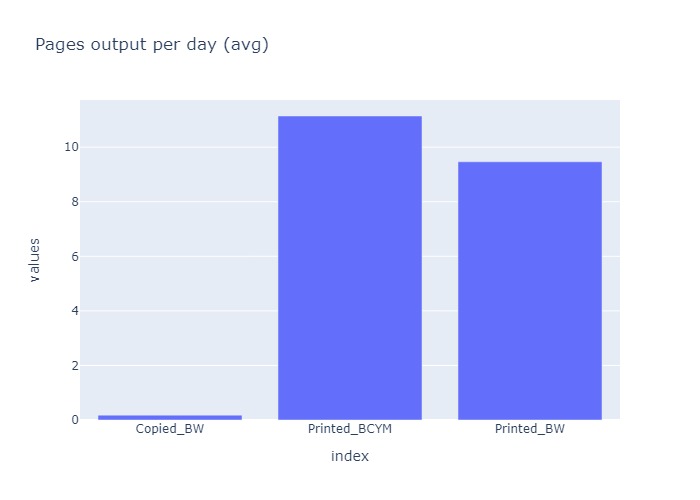 Pages output per day (avg)
10
8
6
4
2
0
values
Copied_BW
Printed_BCYM
Printed_BW
index